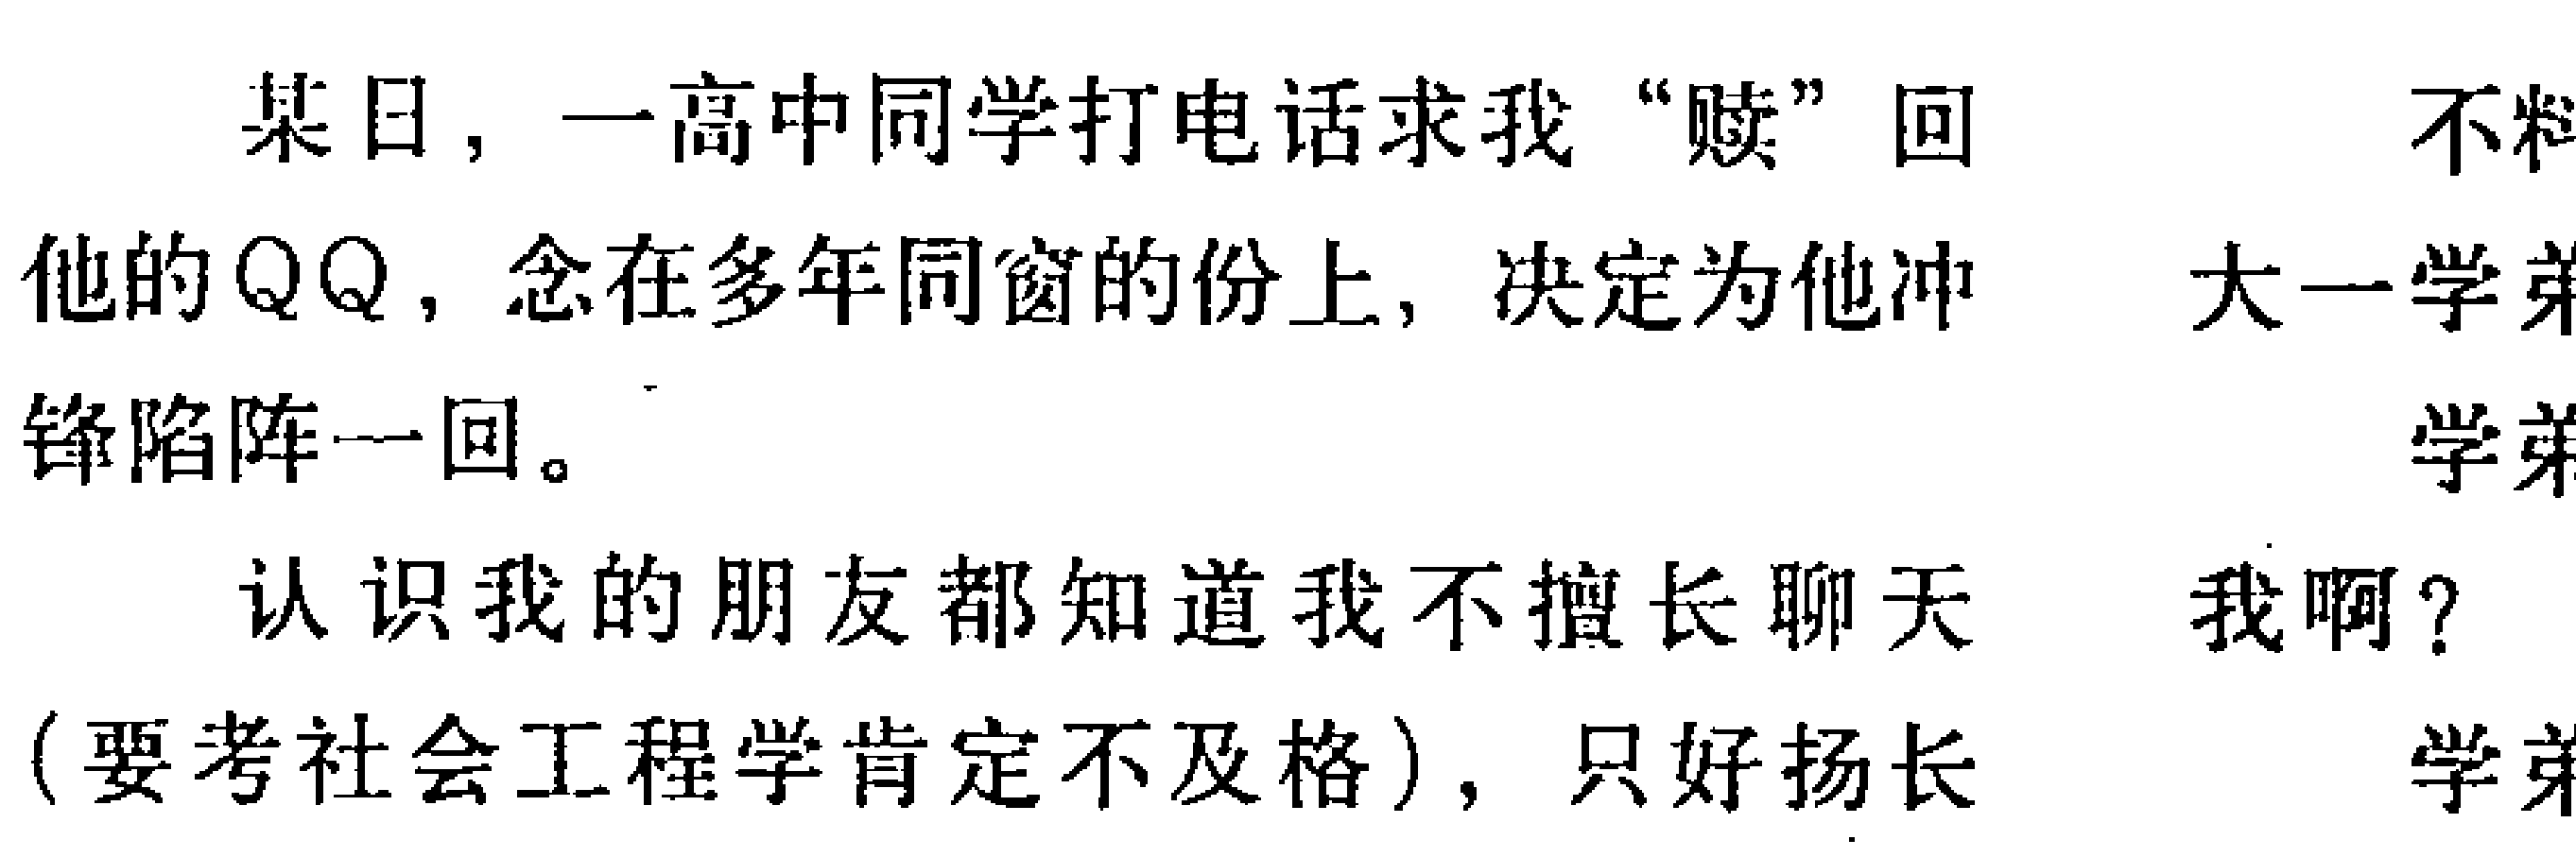 某日，一高中同学打电话求我“赎”回
他的QQ，念在多年同窗的份上，决定为他冲
锋陷阵一回。
认识我的朋友都知道我不擅长聊天
（要考社会工程学肯定不及格），只好扬长
不料
大一学弟
学弟
我啊？
学弟